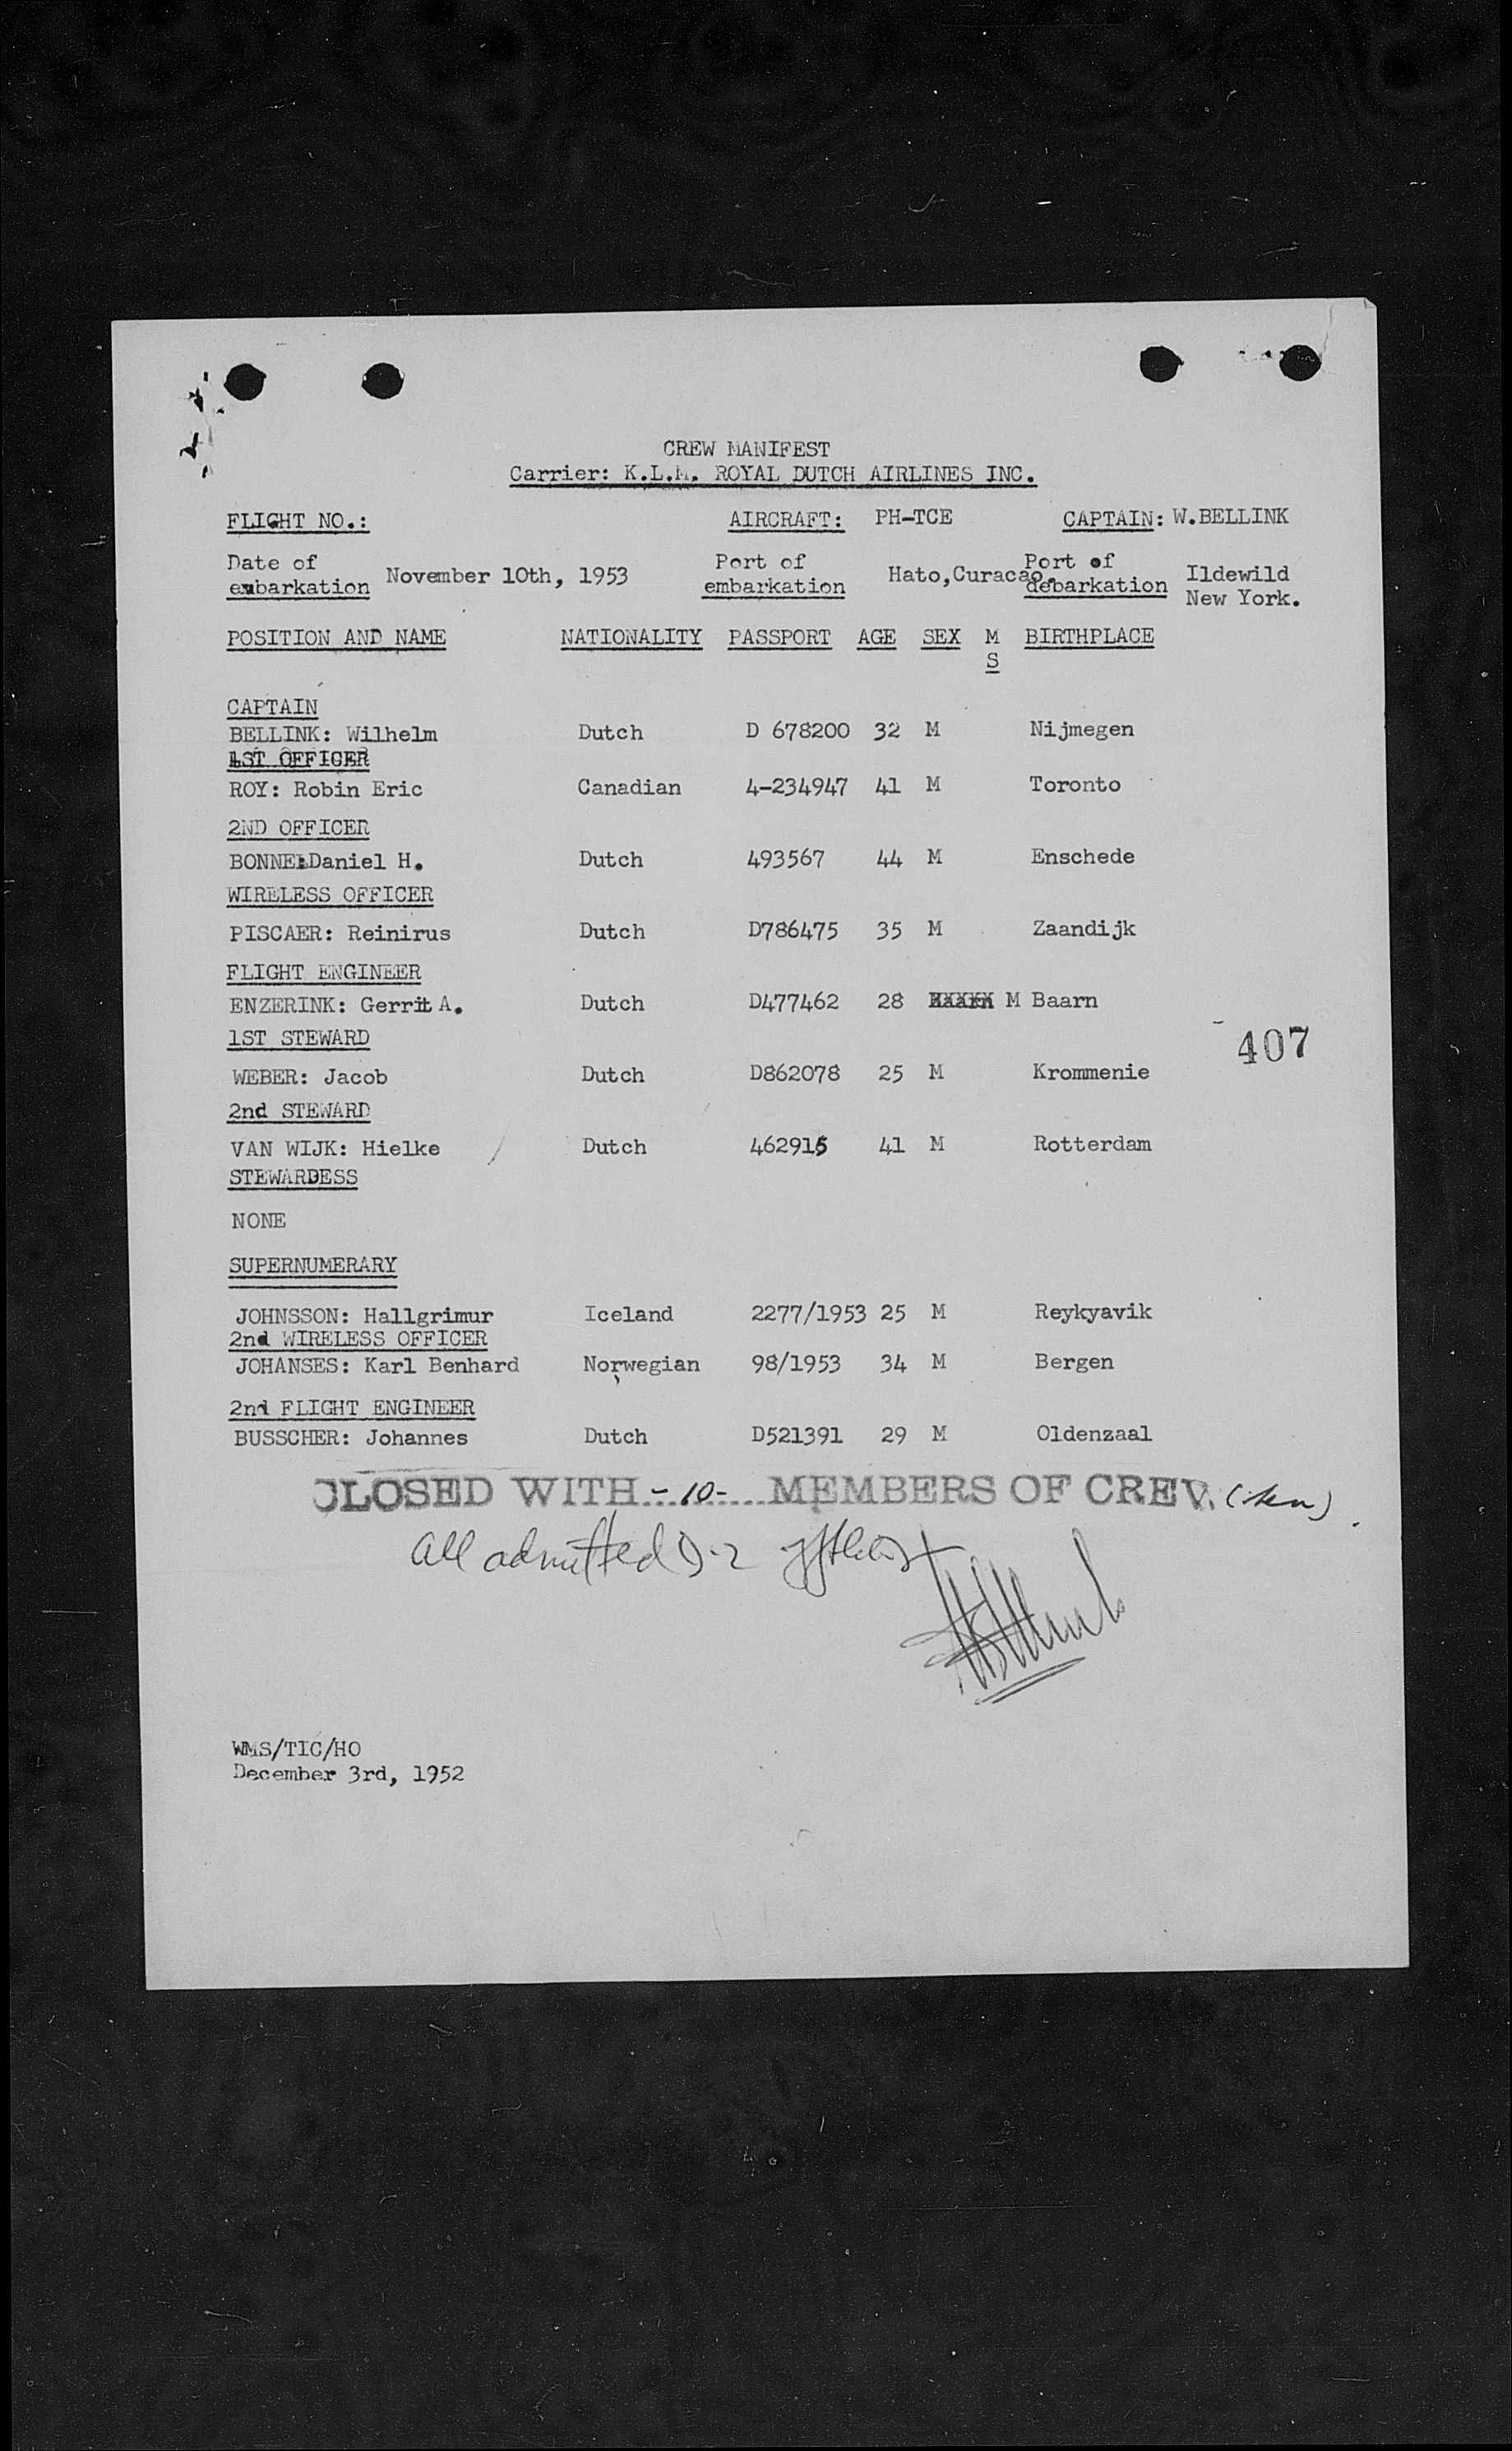 CREW MANIFEST
Carrier: K.L.M. ROYAL DUTCH AIRLINES INC.
FLIGHT NO.: AIRCRAFT: PH-TCE CAPTAIN: W.BELLINK
Date of embarkation November 10th, 1953 Port of embarkation Hato,Curacao. Port of debarkation Ildewild New York.
POSITION AND NAME NATIONALITY PASSPORT AGE SEX M S BIRTHPLACE
CAPTAIN
BELLINK: Wilhelm Dutch D 678200 32 M Nijmegen
1ST OFFICER
ROY: Robin Eric Canadian 4-234947 41 M Toronto
2ND OFFICER
BONNE:Daniel H. Dutch 493567 44 M Enschede
WIRELESS OFFICER
PISCAER: Reinirus Dutch D786475 35 M Zaandijk
FLIGHT ENGINEER
ENZERINK: Gerrit A. Dutch D477462 28 M Baarn
1ST STEWARD
407
WEBER: Jacob Dutch D862078 25 M Krommenie
2nd STEWARD
VAN WIJK: Hielke Dutch 462915 41 M Rotterdam
STEWARDESS
NONE
SUPERNUMERARY
JOHNSSON: Hallgrimur Iceland 2277/1953 25 M Reykyavik
2nd WIRELESS OFFICER
JOHANSES: Karl Benhard Norwegian 98/1953 34 M Bergen
2nd FLIGHT ENGINEER
BUSSCHER: Johannes Dutch D521391 29 M Oldenzaal
CLOSED WITH -10- MEMBERS OF CREW. (ten)
All admitted D-2
WMS/TIC/HO
December 3rd, 1952